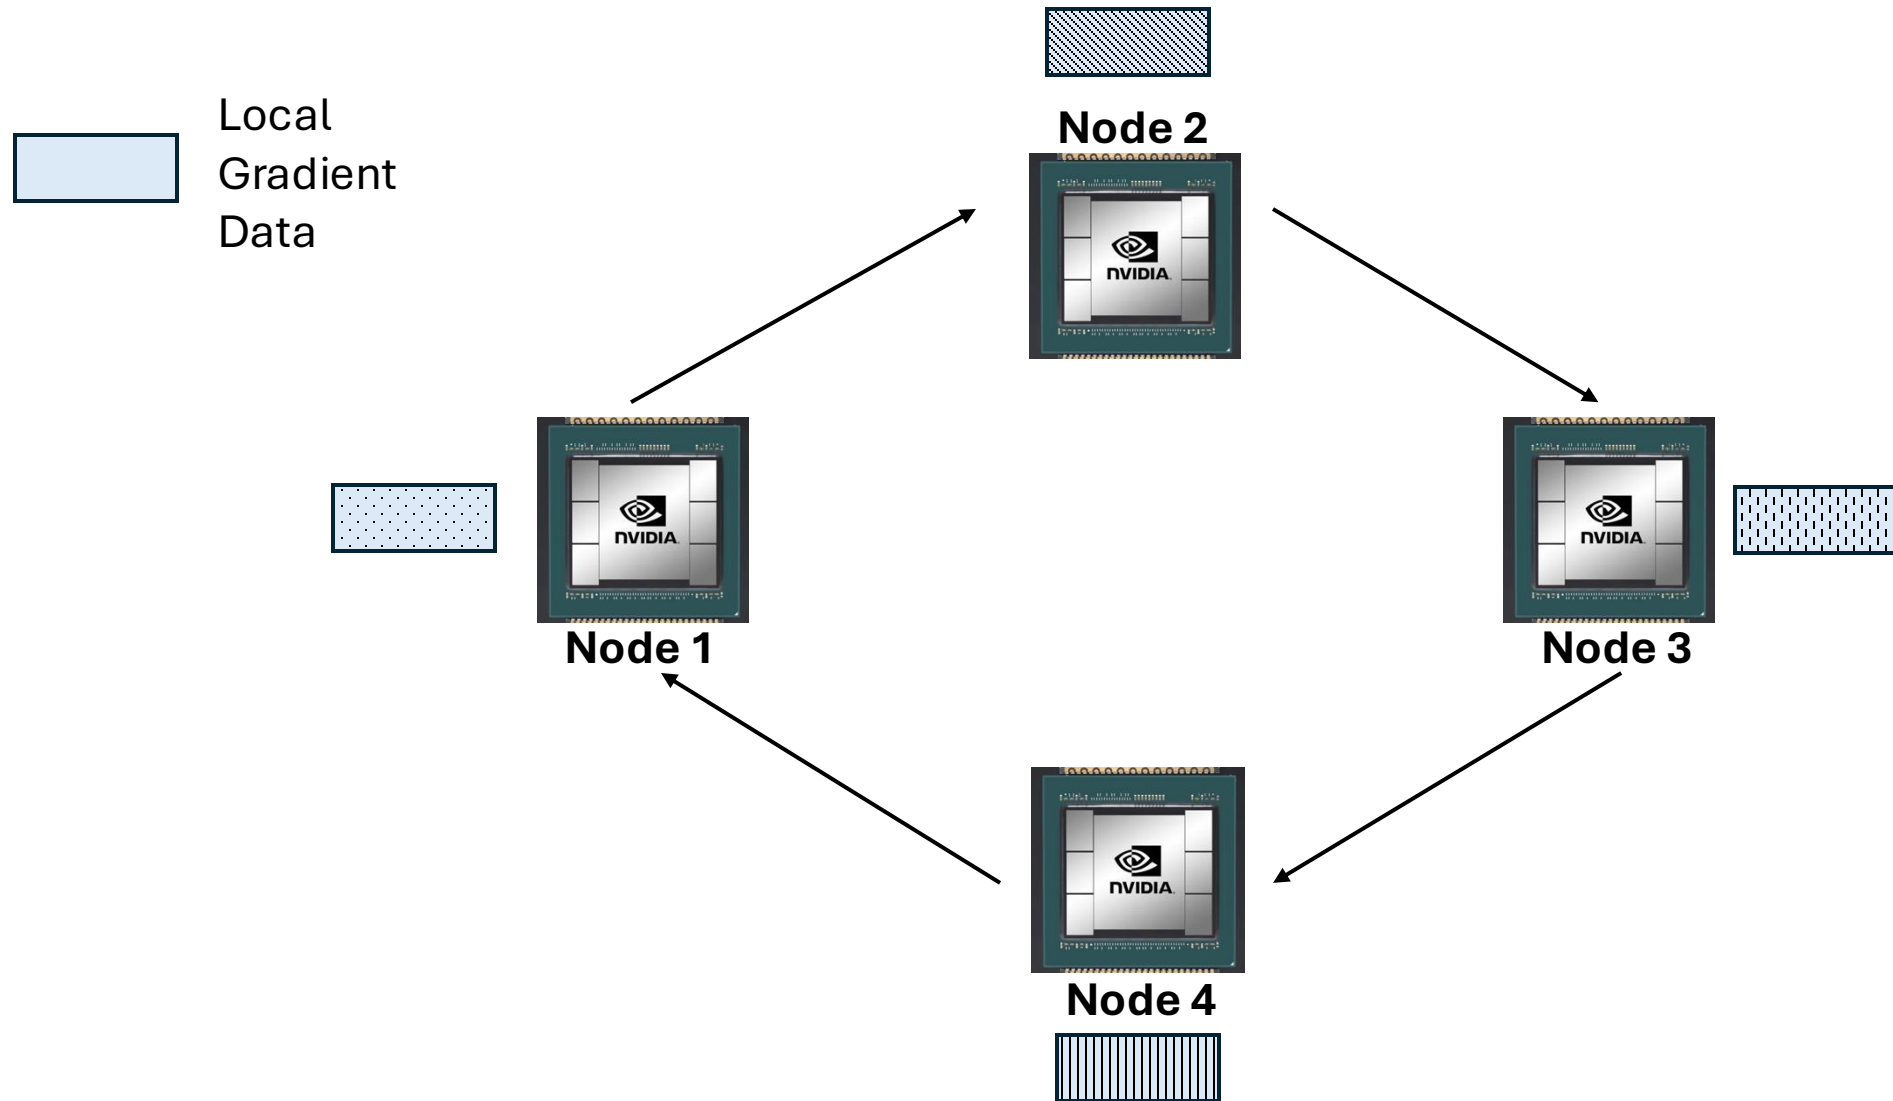 Local
Gradient
Data
Node 2
NVIDIA
NVIDIA
NVIDIA
Node 1
Node 3
NVIDIA
Node 4